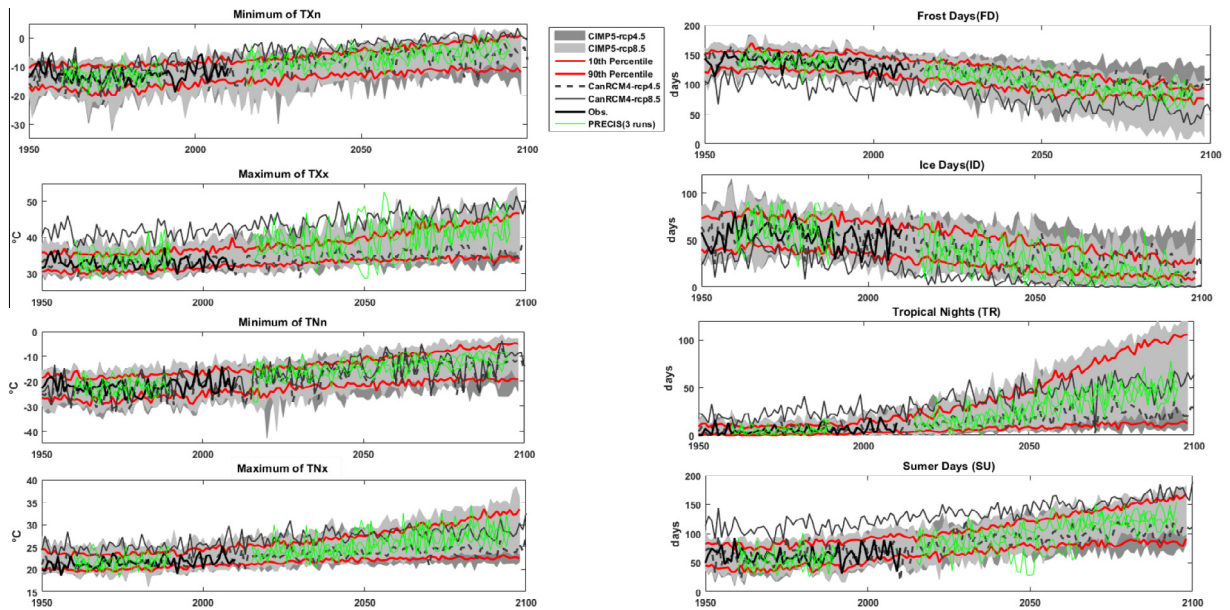 Minimum of TXn
0
-10
-20
-30
1950
2000
2050
2100
Maximum of TXx
°C
50
40
30
1950
2000
2050
2100
Minimum of TNn
°C
0
-10
-20
-30
-40
1950
2000
2050
2100
Maximum of TNx
°C
40
35
30
25
20
15
1950
2000
2050
2100
CIMP5-rcp4.5
CIMP5-rcp8.5
10th Percentile
90th Percentile
CanRCM4-rcp4.5
CanRCM4-rcp8.5
Obs.
PRECIS(3 runs)
Frost Days(FD)
days
200
150
100
50
0
1950
2000
2050
2100
Ice Days(ID)
days
100
50
0
1950
2000
2050
2100
Tropical Nights (TR)
days
100
50
0
1950
2000
2050
2100
Sumer Days (SU)
days
200
150
100
50
0
1950
2000
2050
2100